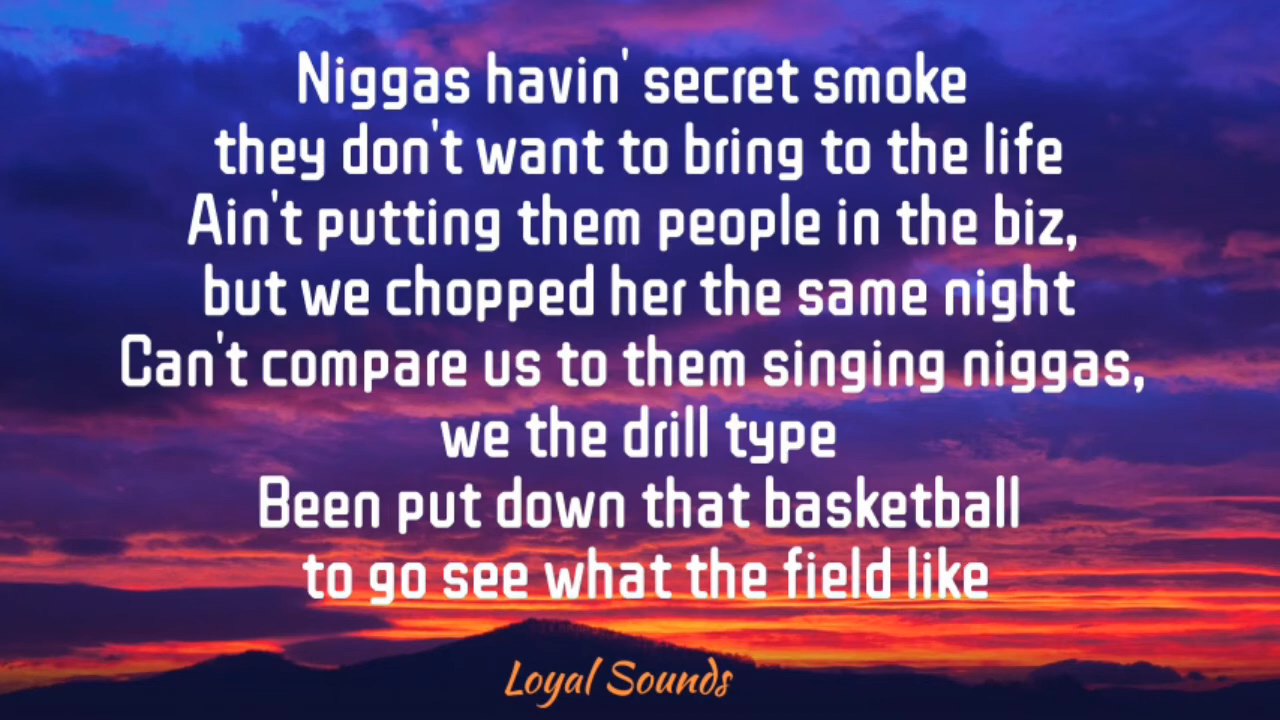 Niggas havin' secret smoke
they don't want to bring to the life
Ain't putting them people in the biz,
but we chopped her the same night
Can't compare us to them singing niggas,
we the drill type
Been put down that basketball
to go see what the field like
Loyal Sounds